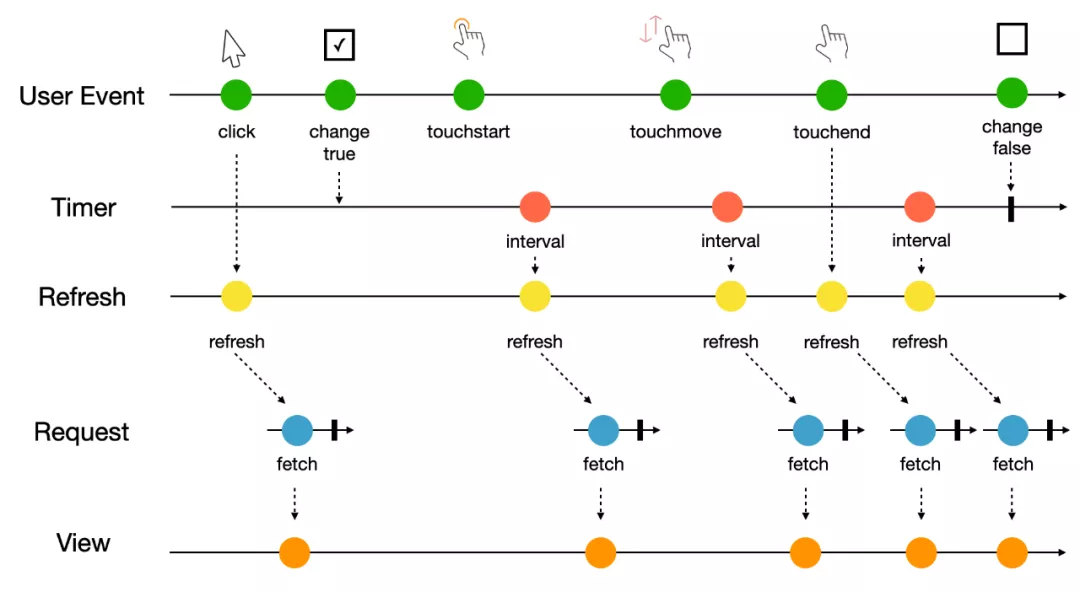 User Event
click
change
true
touchstart
touchmove
touchend
change
false
Timer
interval
interval
interval
Refresh
refresh
refresh
refresh
refresh
refresh
Request
fetch
fetch
fetch
fetch
fetch
View